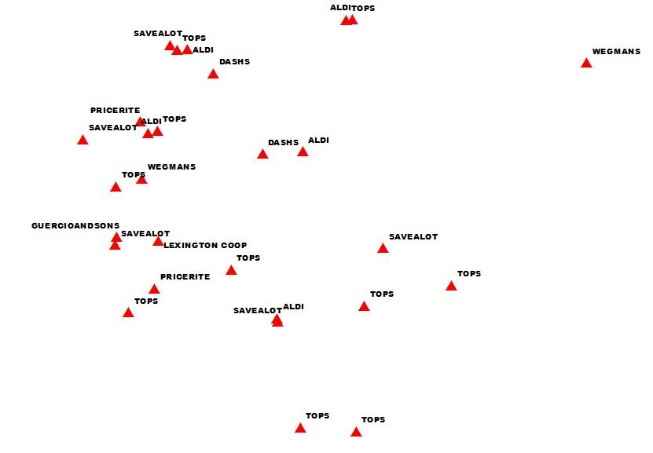 ALDI TOPS
SAVEALOT
TOPS
ALDI
WEGMANS
DASHS
PRICERITE
ALDI TOPS
SAVEALOT
DASHS
ALDI
WEGMANS
TOPS
GUERCIOANDSONS
SAVEALOT
SAVEALOT
LEXINGTON COOP
TOPS
PRICERITE
TOPS
TOPS
TOPS
SAVEALOT
ALDI
TOPS
TOPS